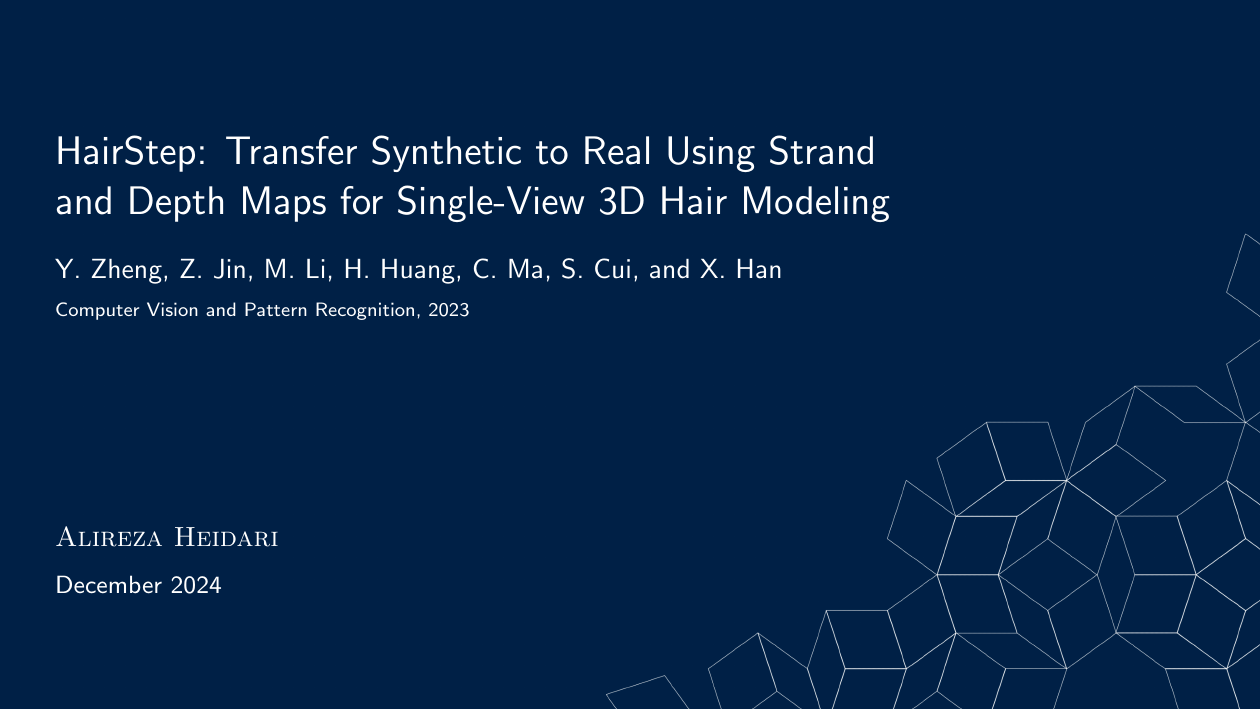 HairStep: Transfer Synthetic to Real Using Strand
and Depth Maps for Single-View 3D Hair Modeling
Y. Zheng, Z. Jin, M. Li, H. Huang, C. Ma, S. Cui, and X. Han
Computer Vision and Pattern Recognition, 2023
Alireza Heidari
December 2024